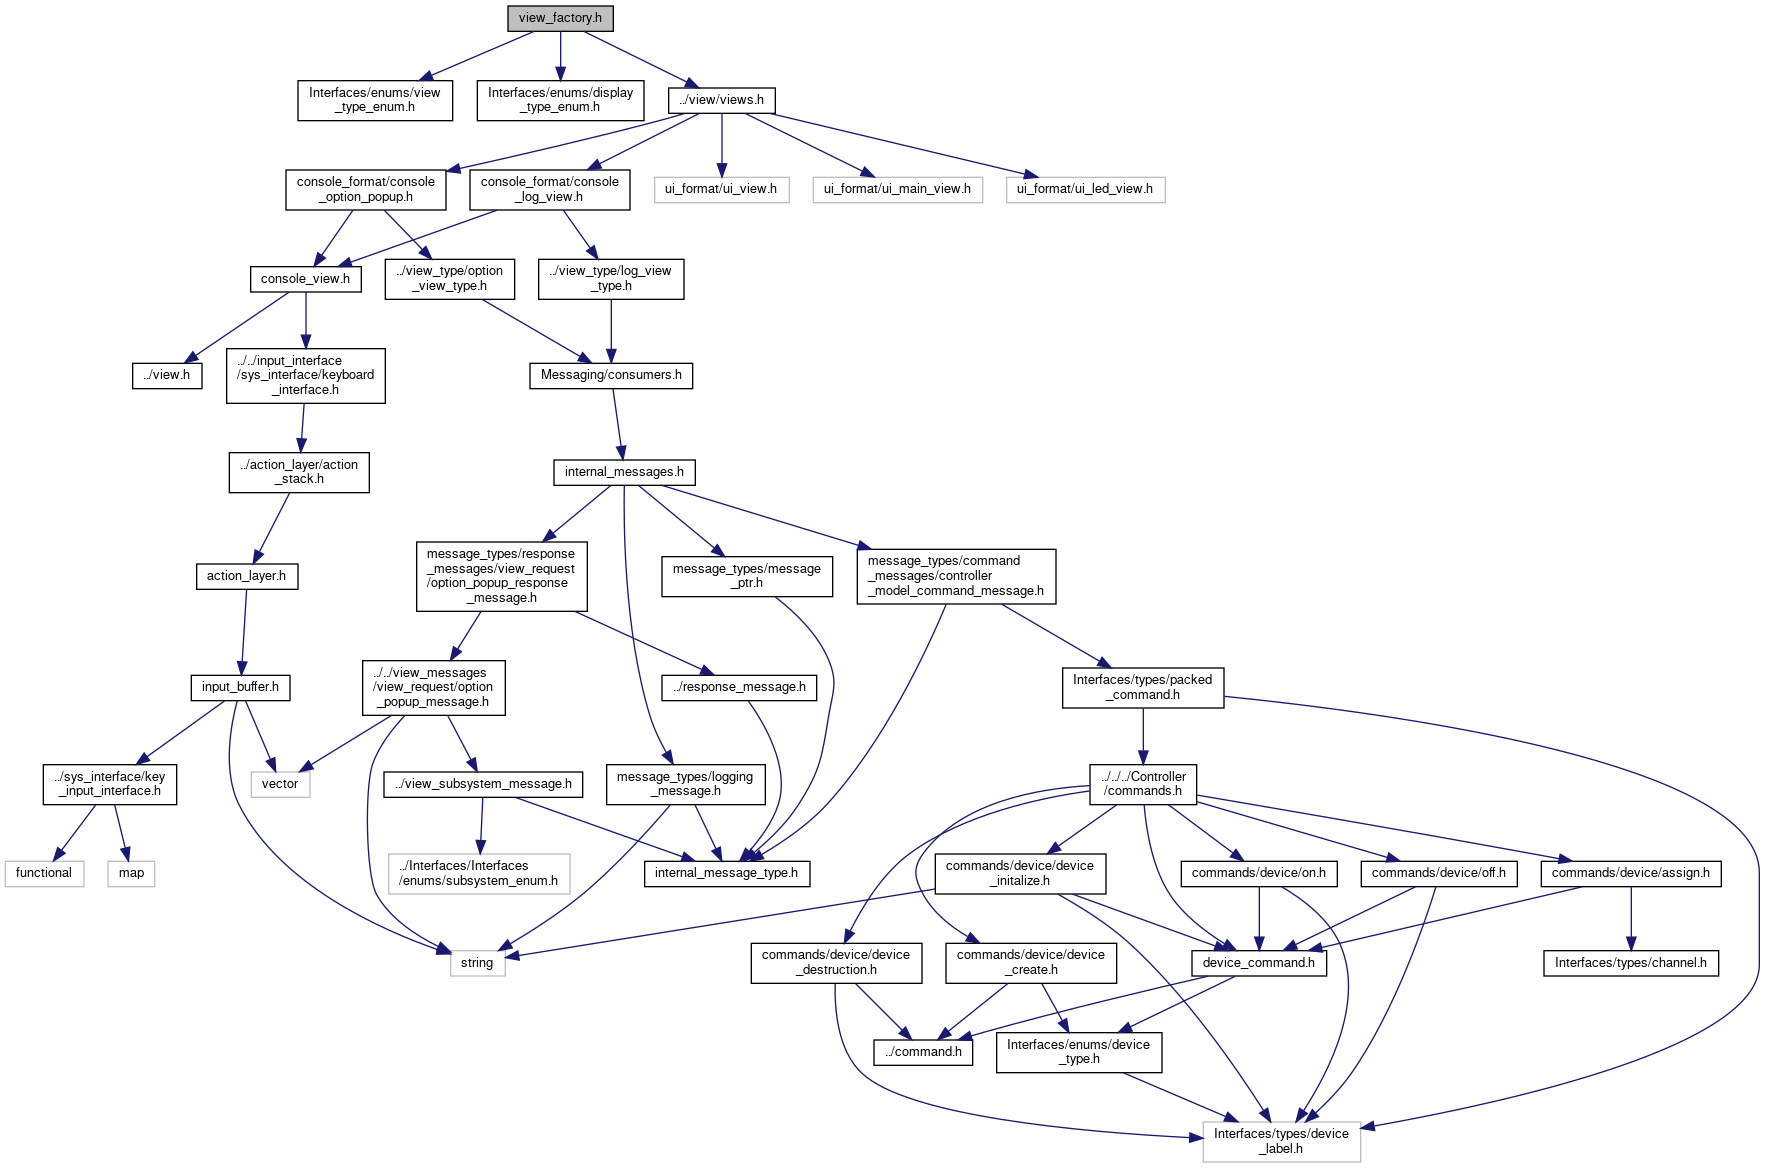 view_factory.h
Interfaces/enums/view
_type_enum.h
Interfaces/enums/display
_type_enum.h
../view/views.h
console_format/console
_option_popup.h
console_format/console
_log_view.h
ui_format/ui_view.h
ui_format/ui_main_view.h
ui_format/ui_led_view.h
console_view.h
../view_type/option
_view_type.h
../view_type/log_view
_type.h
../view.h
../../input_interface
/sys_interface/keyboard
_interface.h
Messaging/consumers.h
../action_layer/action
_stack.h
internal_messages.h
action_layer.h
message_types/response
_messages/view_request
/option_popup_response
_message.h
message_types/message
_ptr.h
message_types/command
_messages/controller
_model_command_message.h
input_buffer.h
../../view_messages
/view_request/option
_popup_message.h
../response_message.h
Interfaces/types/packed
_command.h
../sys_interface/key
_input_interface.h
vector
../view_subsystem_message.h
message_types/logging
_message.h
../../../Controller
/commands.h
functional
map
../Interfaces/Interfaces
/enums/subsystem_enum.h
internal_message_type.h
commands/device/device
_initalize.h
commands/device/on.h
commands/device/off.h
commands/device/assign.h
string
commands/device/device
_destruction.h
commands/device/device
_create.h
device_command.h
Interfaces/types/channel.h
../command.h
Interfaces/enums/device
_type.h
Interfaces/types/device
_label.h